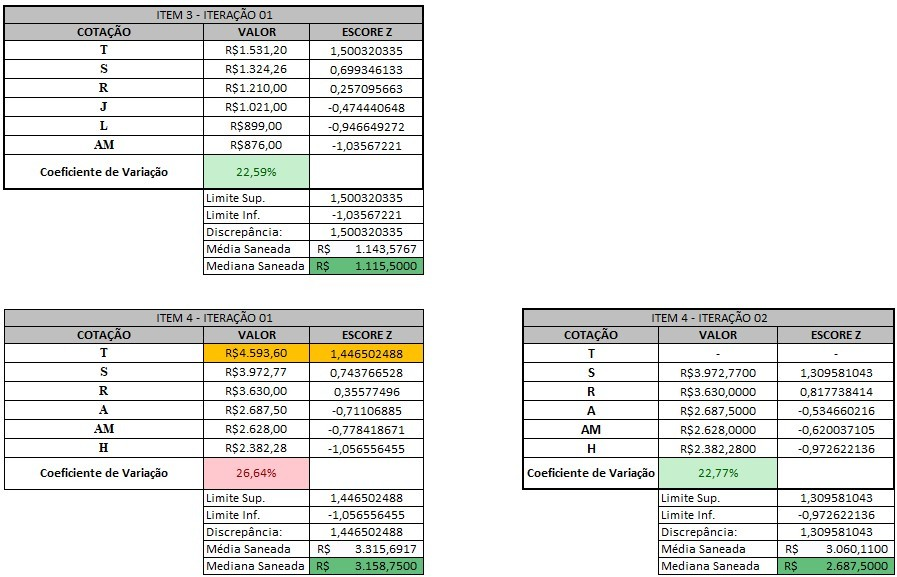 ITEM 3 - ITERAÇÃO 01
COTAÇÃO VALOR ESCORE Z
T R$1.531,20 1,500320335
S R$1.324,26 0,699346133
R R$1.210,00 0,257095663
J R$1.021,00 -0,474440648
L R$899,00 -0,946649272
AM R$876,00 -1,03567221
Coeficiente de Variação 22,59%
Limite Sup. 1,500320335
Limite Inf. -1,03567221
Discrepância: 1,500320335
Média Saneada R$ 1.143,5767
Mediana Saneada R$ 1.115,5000
ITEM 4 - ITERAÇÃO 01
COTAÇÃO VALOR ESCORE Z
T R$4.593,60 1,446502488
S R$3.972,77 0,743766528
R R$3.630,00 0,35577496
A R$2.687,50 -0,71106885
AM R$2.628,00 -0,778418671
H R$2.382,28 -1,056556455
Coeficiente de Variação 26,64%
Limite Sup. 1,446502488
Limite Inf. -1,056556455
Discrepância: 1,446502488
Média Saneada R$ 3.315,6917
Mediana Saneada R$ 3.158,7500
ITEM 4 - ITERAÇÃO 02
COTAÇÃO VALOR ESCORE Z
T - -
S R$3.972,7700 1,309581043
R R$3.630,0000 0,817738414
A R$2.687,5000 -0,534660216
AM R$2.628,0000 -0,620037105
H R$2.382,2800 -0,972622136
Coeficiente de Variação 22,77%
Limite Sup. 1,309581043
Limite Inf. -0,972622136
Discrepância: 1,309581043
Média Saneada R$ 3.060,1100
Mediana Saneada R$ 2.687,5000